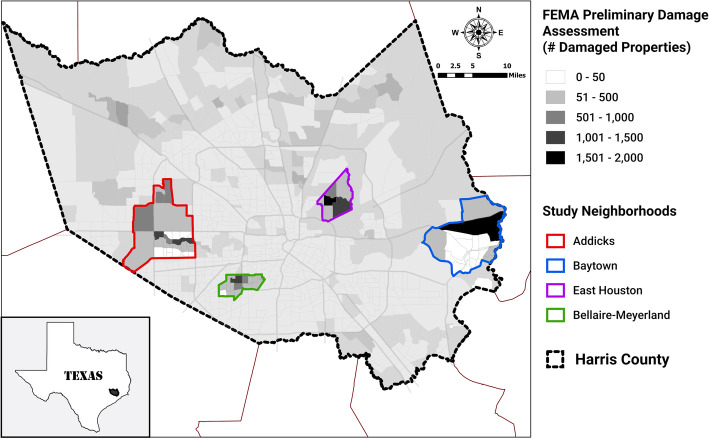 FEMA Preliminary Damage
Assessment
(# Damaged Properties)
0 - 50
51 - 500
501 - 1,000
1,001 - 1,500
1,501 - 2,000
Study Neighborhoods
Addicks
Baytown
East Houston
Bellaire-Meyerland
Harris County
N
W E
S
0 2.5 5 10
Miles
TEXAS